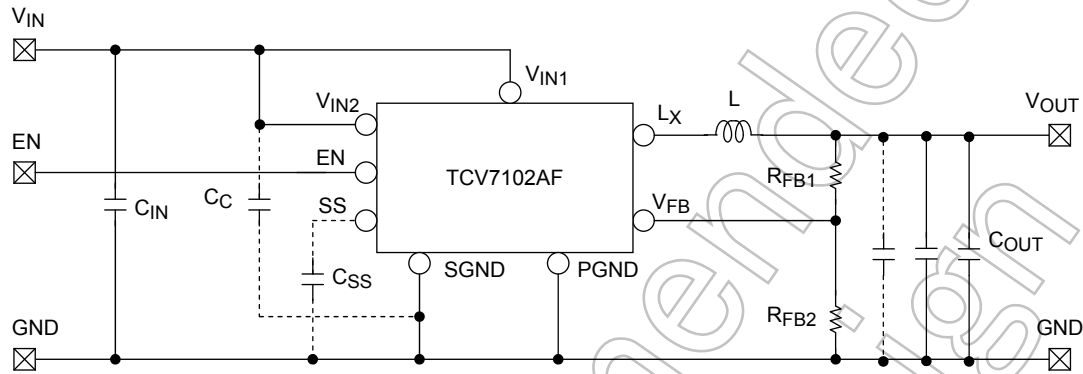 VIN
VIN1
VIN2
LX
L
VOUT
EN
EN
TCV7102AF
RFB1
CIN
CC
SS
VFB
CSS
SGND
PGND
COUT
RFB2
GND
GND